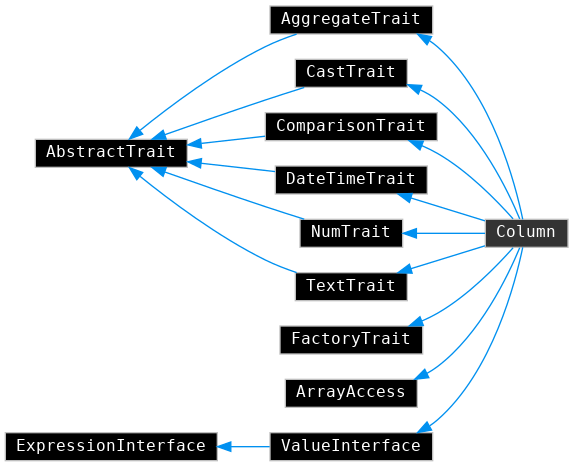 AggregateTrait
CastTrait
ComparisonTrait
AbstractTrait
DateTimeTrait
NumTrait
Column
TextTrait
FactoryTrait
ArrayAccess
ExpressionInterface
ValueInterface